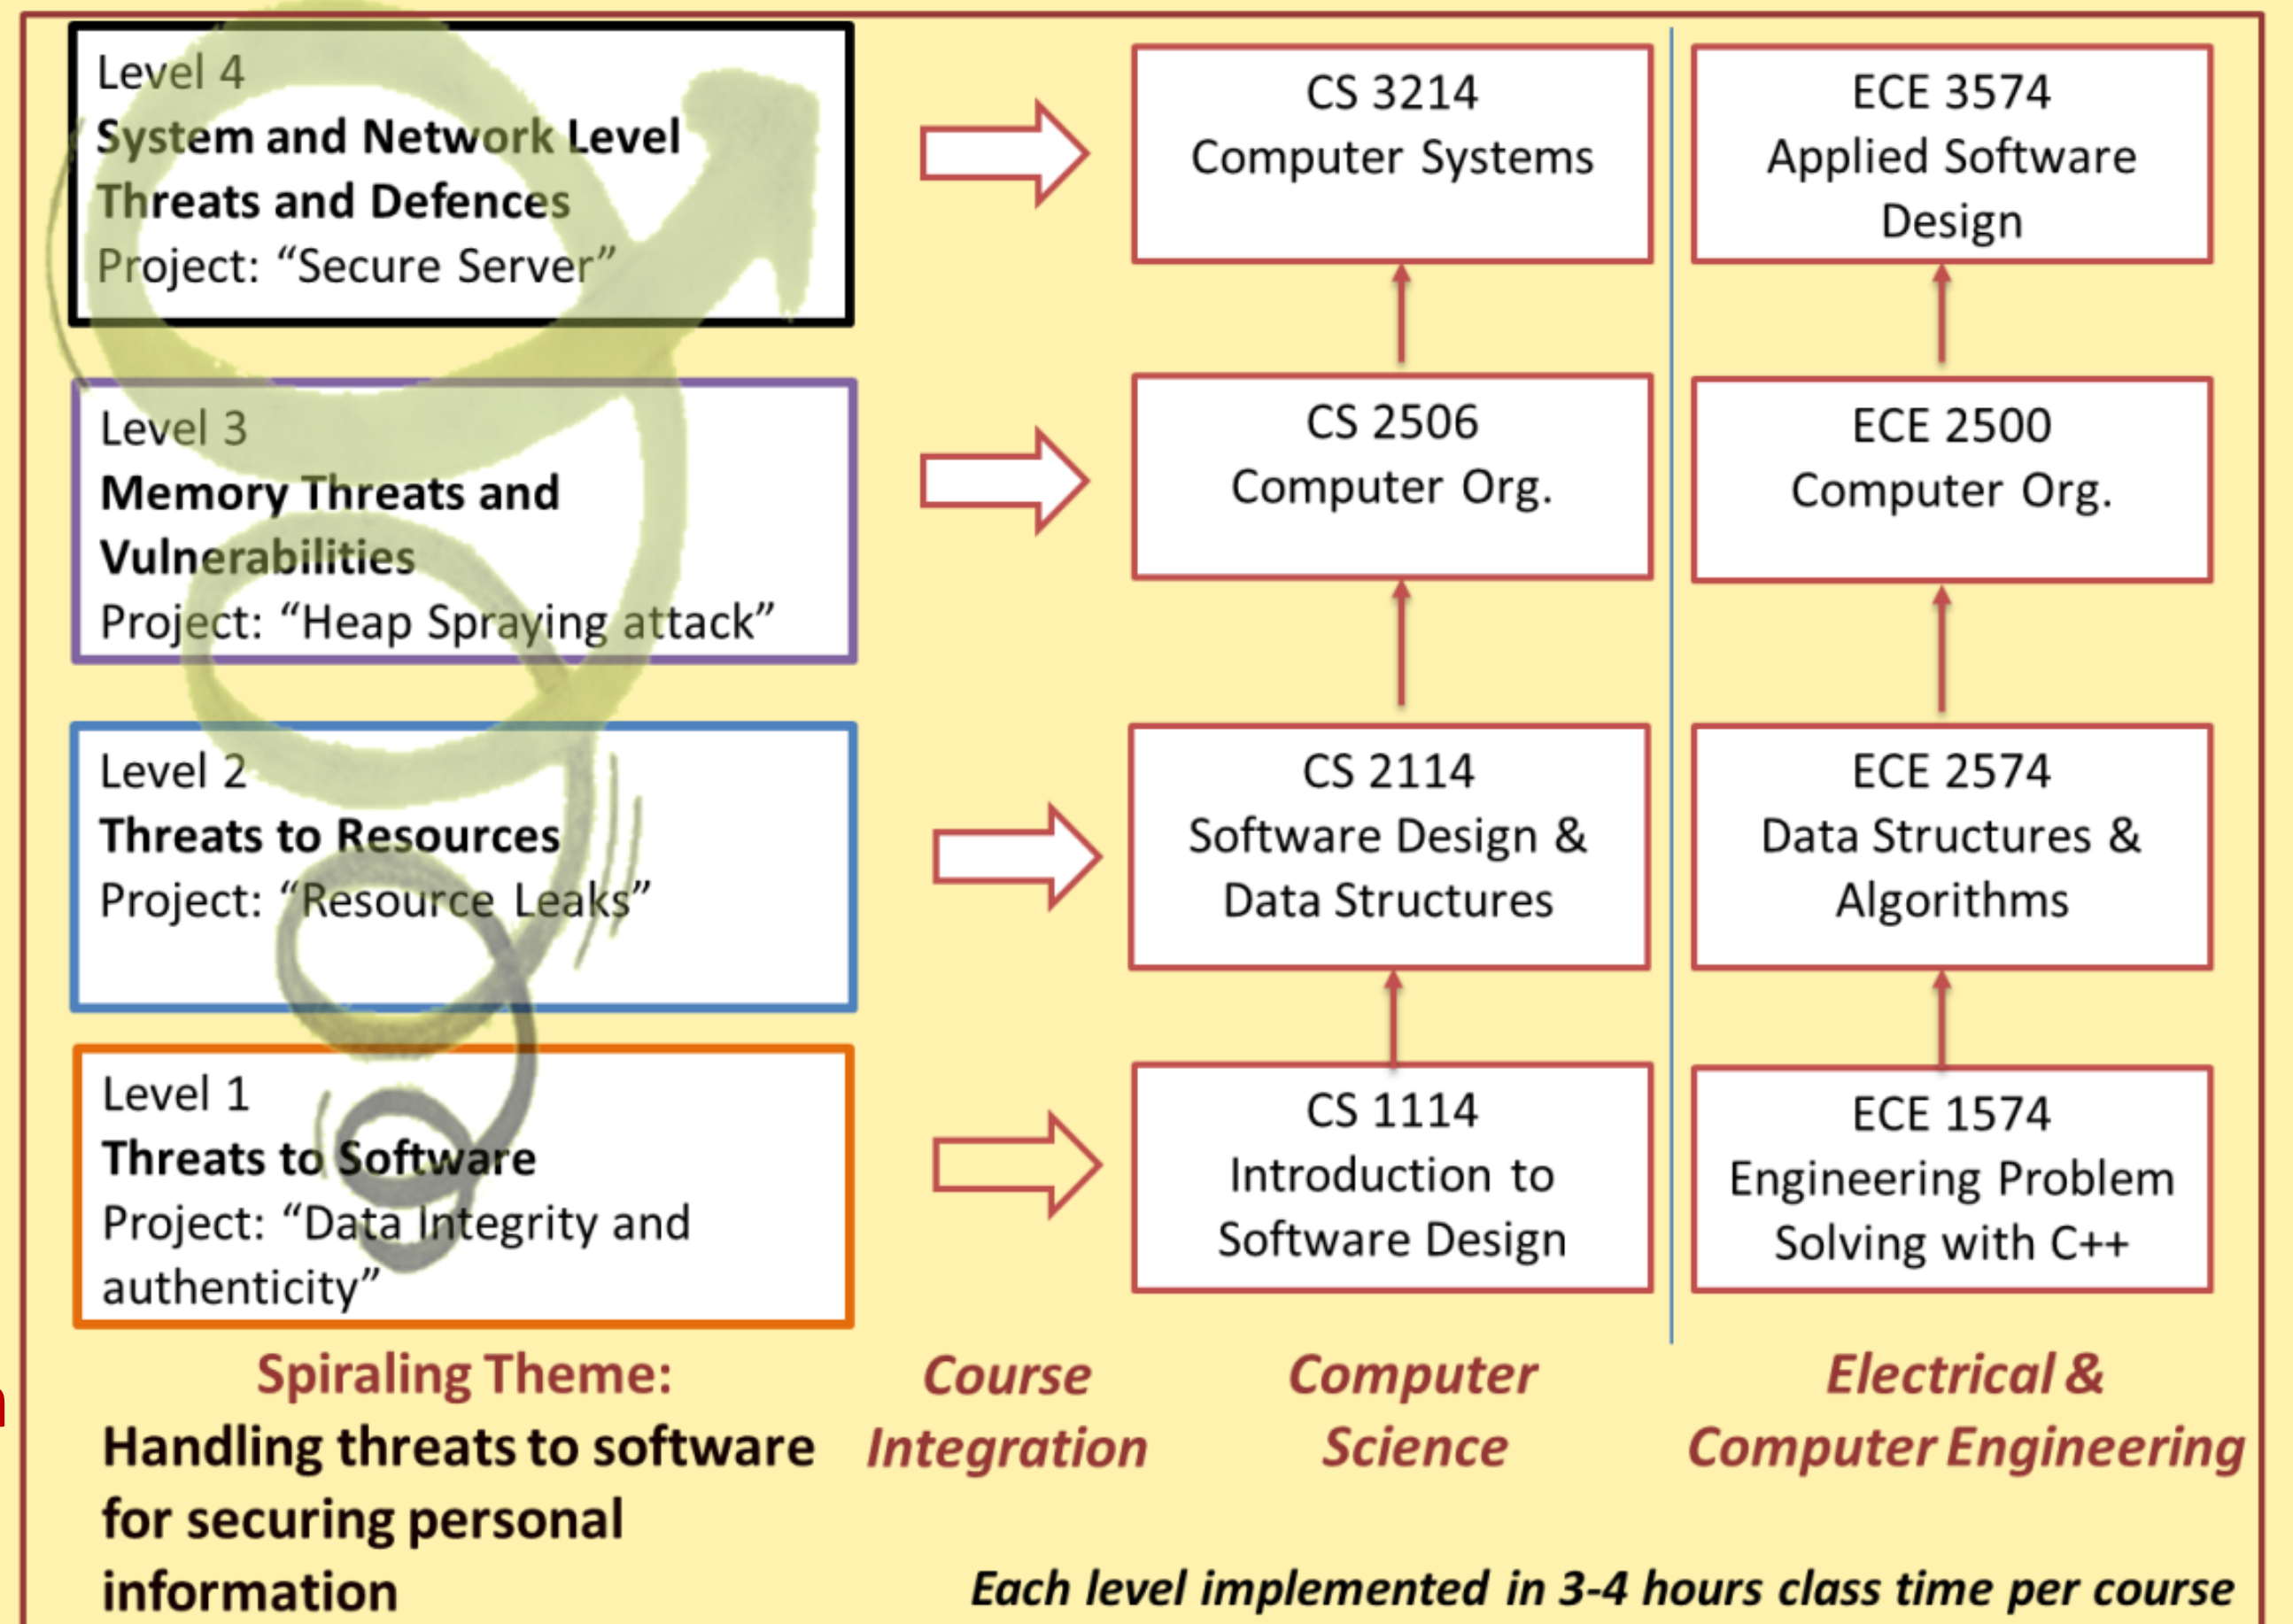 Level 4
System and Network Level
Threats and Defences
Project: “Secure Server”
CS 3214
Computer Systems
ECE 3574
Applied Software
Design
Level 3
Memory Threats and
Vulnerabilities
Project: “Heap Spraying attack”
CS 2506
Computer Org.
ECE 2500
Computer Org.
Level 2
Threats to Resources
Project: “Resource Leaks”
CS 2114
Software Design &
Data Structures
ECE 2574
Data Structures &
Algorithms
Level 1
Threats to Software
Project: “Data Integrity and
authenticity”
CS 1114
Introduction to
Software Design
ECE 1574
Engineering Problem
Solving with C++
Spiraling Theme:
Handling threats to software
for securing personal
information
Course
Integration
Computer
Science
Electrical &
Computer Engineering
Each level implemented in 3-4 hours class time per course